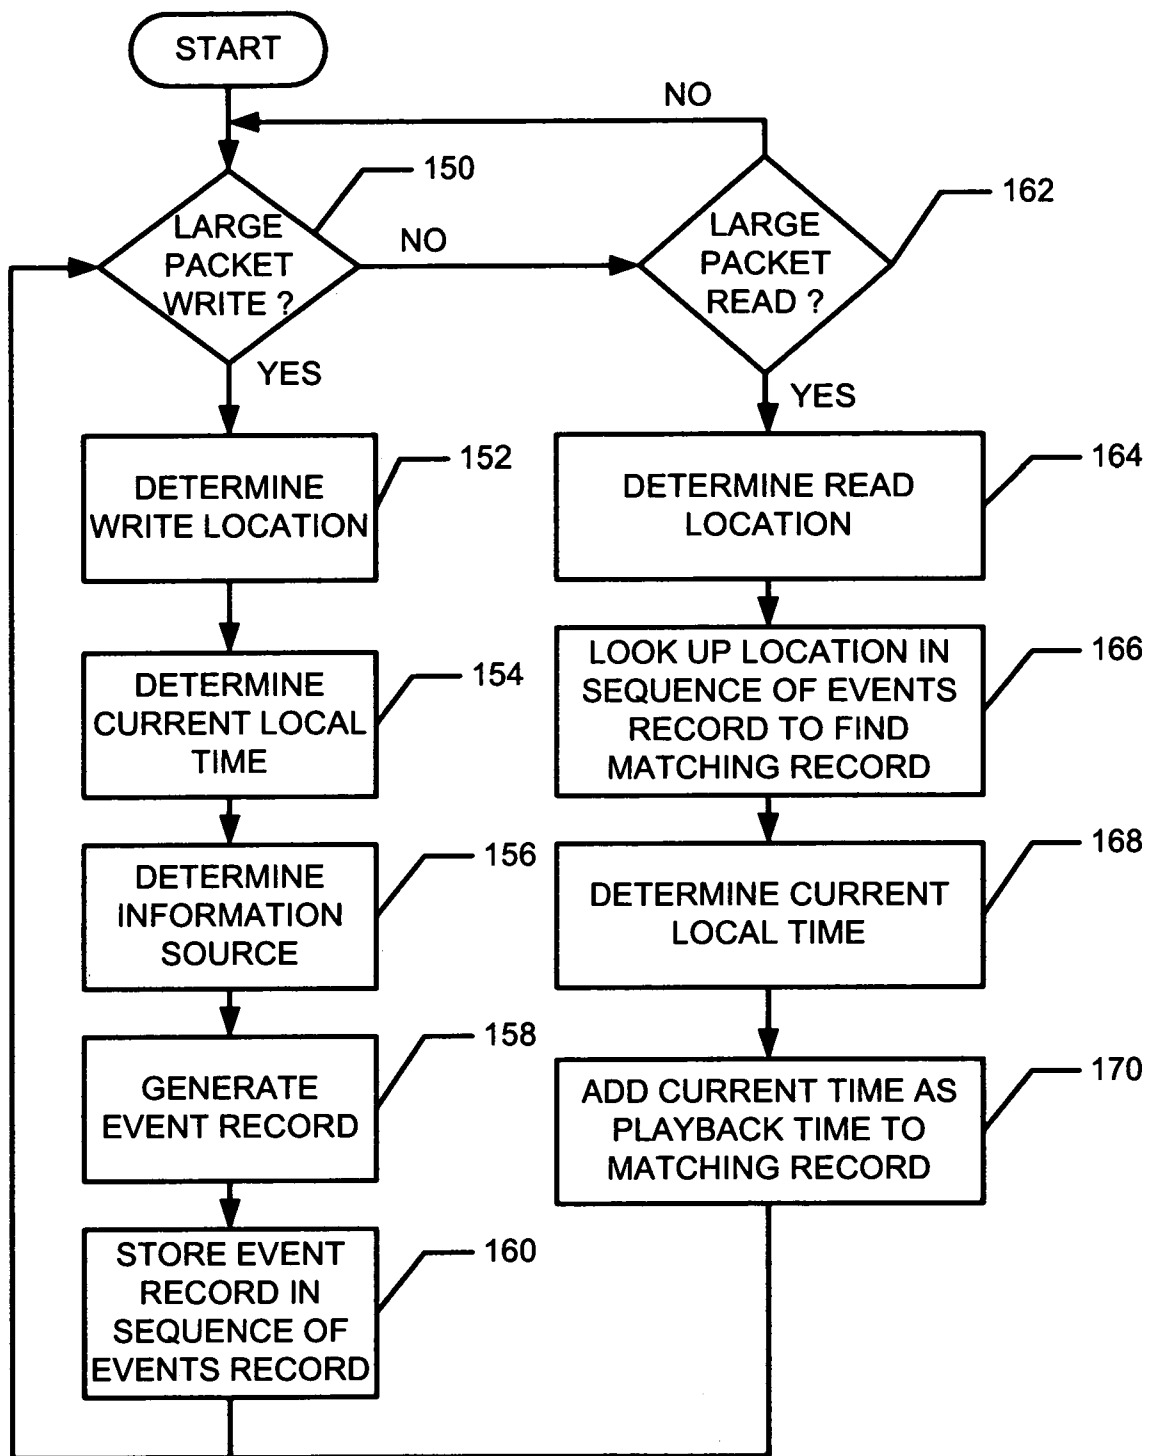 START
NO
150
162
LARGE
PACKET
WRITE ?
NO
LARGE
PACKET
READ ?
YES
YES
152
DETERMINE
WRITE LOCATION
164
DETERMINE READ
LOCATION
154
DETERMINE
CURRENT LOCAL
TIME
166
LOOK UP LOCATION IN
SEQUENCE OF EVENTS
RECORD TO FIND
MATCHING RECORD
156
DETERMINE
INFORMATION
SOURCE
168
DETERMINE CURRENT
LOCAL TIME
158
GENERATE
EVENT RECORD
170
ADD CURRENT TIME AS
PLAYBACK TIME TO
MATCHING RECORD
160
STORE EVENT
RECORD IN
SEQUENCE OF
EVENTS RECORD